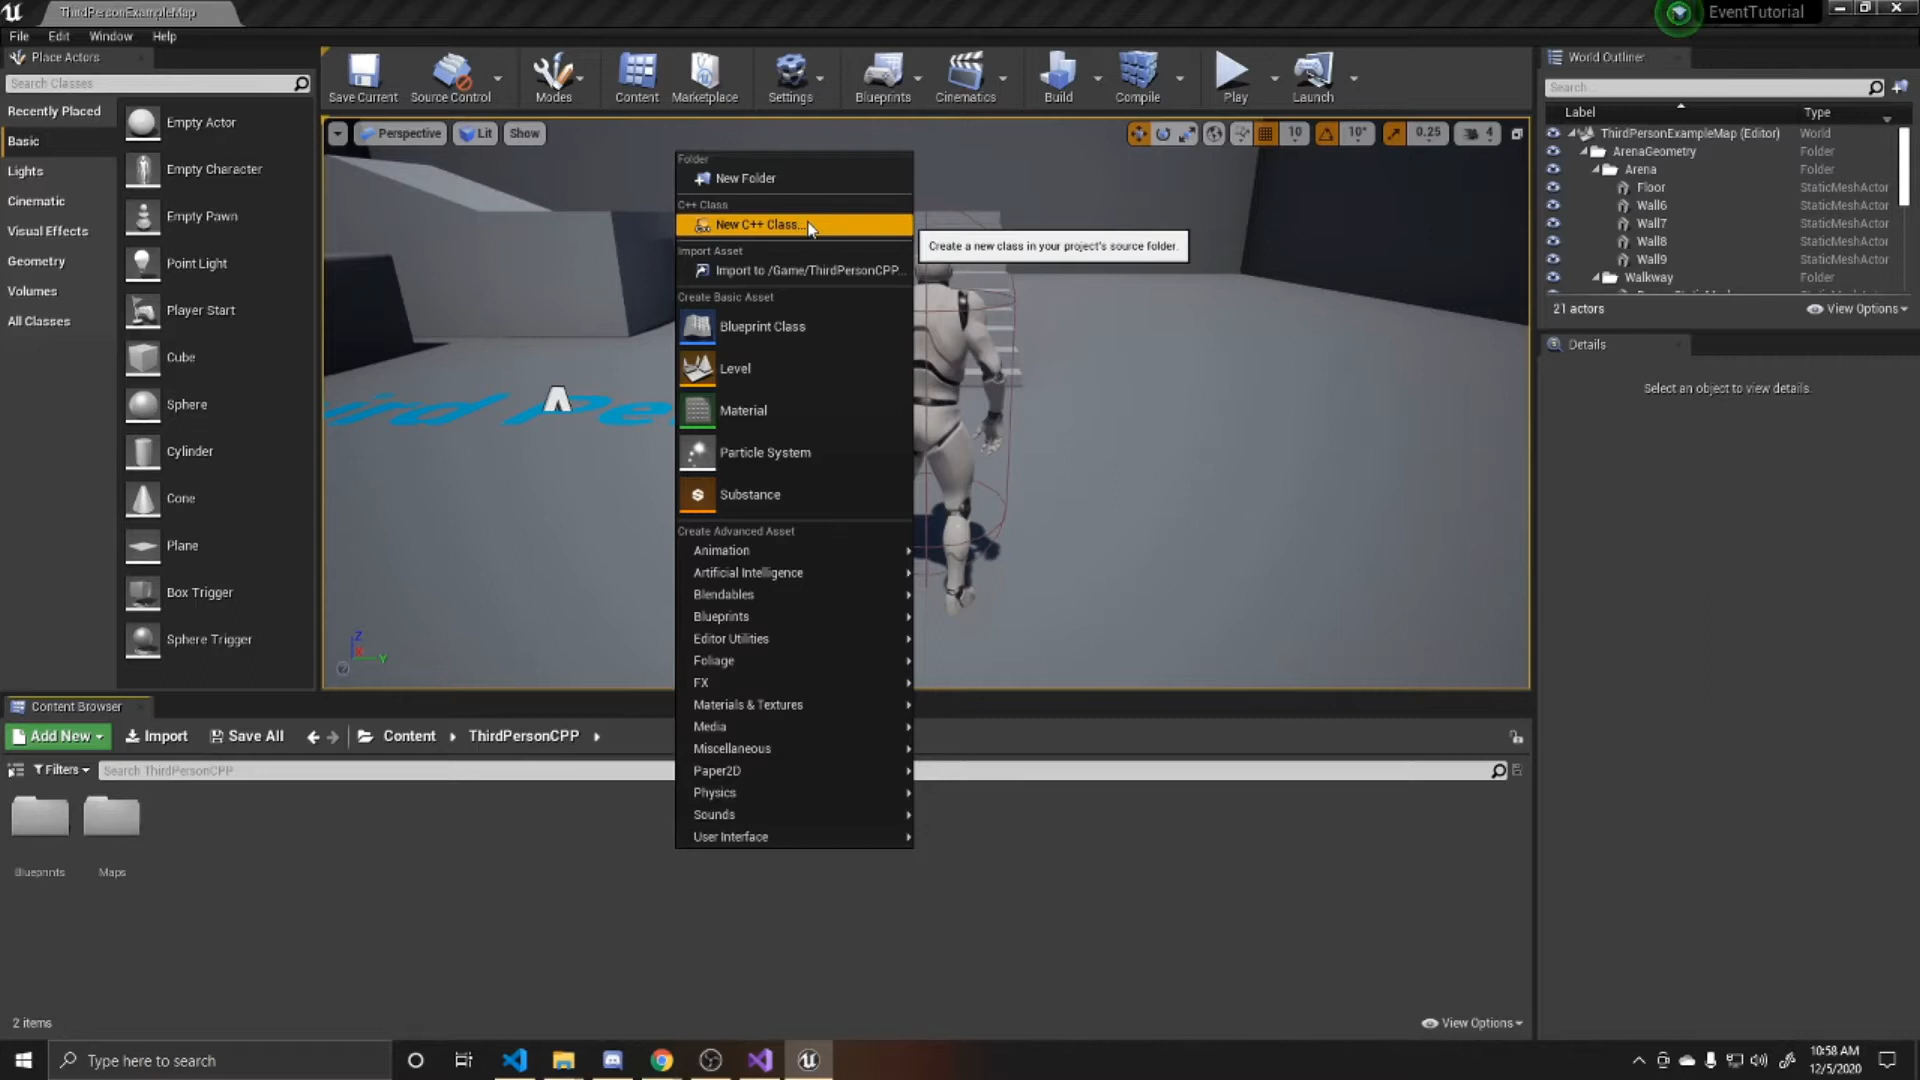 ThirdPersonExampleMap
EventTutorial
File Edit Window Help
Place Actors
Search Classes
Recently Placed
Basic
Lights
Cinematic
Visual Effects
Geometry
Volumes
All Classes
Empty Actor
Empty Character
Empty Pawn
Point Light
Player Start
Cube
Sphere
Cylinder
Cone
Plane
Box Trigger
Sphere Trigger
Save Current
Source Control
Modes
Content
Marketplace
Settings
Blueprints
Cinematics
Build
Compile
Play
Launch
Perspective
Lit
Show
10
10°
0.25
4
Folder
New Folder
C++ Class
New C++ Class...
Import Asset
Import to /Game/ThirdPersonCPP...
Create Basic Asset
Blueprint Class
Level
Material
Particle System
Substance
Create Advanced Asset
Animation
Artificial Intelligence
Blendables
Blueprints
Editor Utilities
Foliage
FX
Materials & Textures
Media
Miscellaneous
Paper2D
Physics
Sounds
User Interface
Create a new class in your project's source folder.
Z
X
Y
World Outliner
Search...
Label Type
ThirdPersonExampleMap (Editor) World
ArenaGeometry Folder
Arena Folder
Floor StaticMeshActor
Wall6 StaticMeshActor
Wall7 StaticMeshActor
Wall8 StaticMeshActor
Wall9 StaticMeshActor
Walkway Folder
21 actors
View Options
Details
Select an object to view details.
Content Browser
Add New
Import
Save All
Content
ThirdPersonCPP
Filters
Search ThirdPersonCPP
Blueprints
Maps
2 items
View Options
Type here to search
10:58 AM
12/5/2020